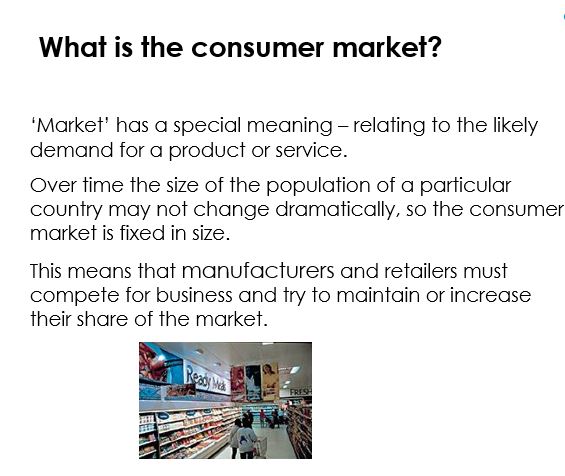 What is the consumer market?
‘Market’ has a special meaning – relating to the likely
demand for a product or service.
Over time the size of the population of a particular
country may not change dramatically, so the consumer
market is fixed in size.
This means that manufacturers and retailers must
compete for business and try to maintain or increase
their share of the market.
Ready Meals
FRESH